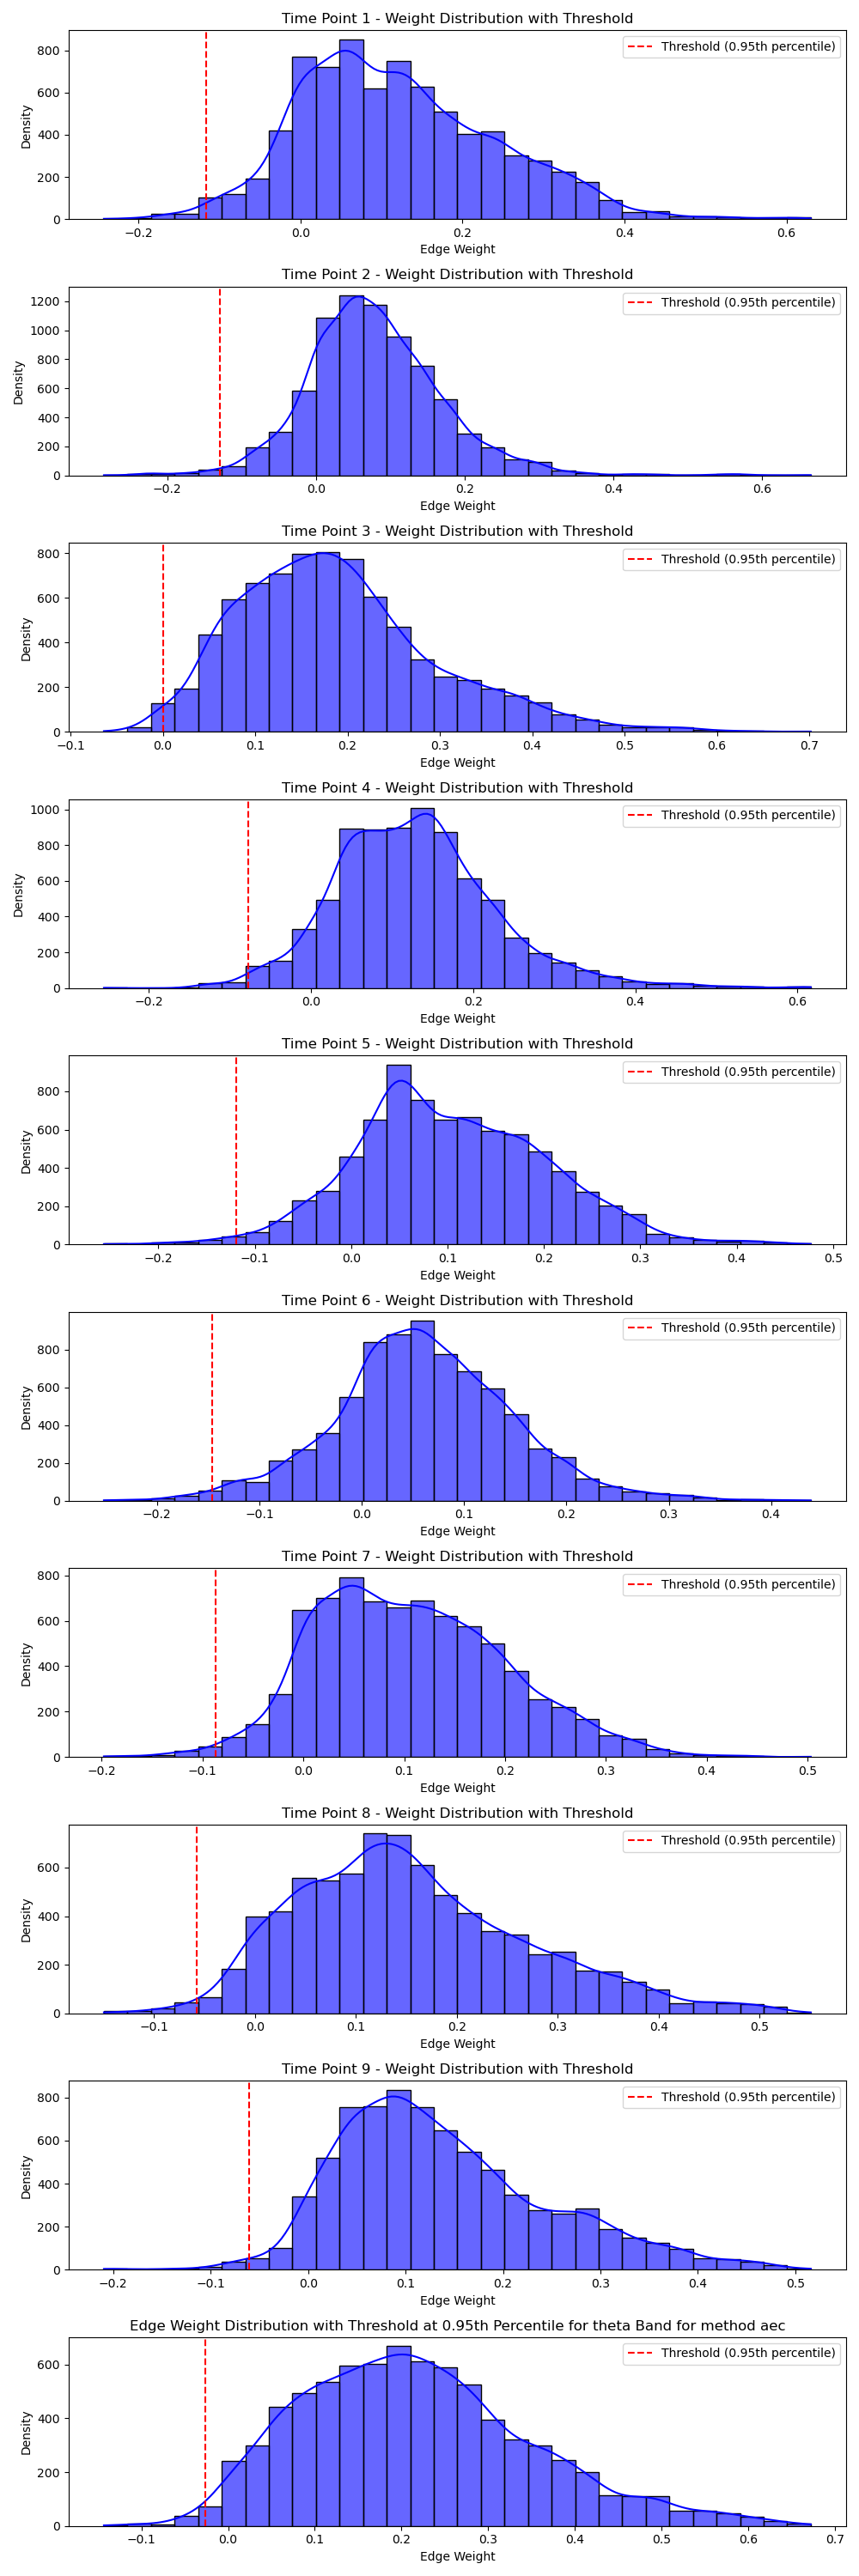 Time Point 1 - Weight Distribution with Threshold
Threshold (0.95th percentile)
800
600
400
200
0
Density
−0.2 0.0 0.2 0.4 0.6
Edge Weight
Time Point 2 - Weight Distribution with Threshold
Threshold (0.95th percentile)
1200
1000
800
600
400
200
0
Density
−0.2 0.0 0.2 0.4 0.6
Edge Weight
Time Point 3 - Weight Distribution with Threshold
Threshold (0.95th percentile)
800
600
400
200
0
Density
−0.1 0.0 0.1 0.2 0.3 0.4 0.5 0.6 0.7
Edge Weight
Time Point 4 - Weight Distribution with Threshold
Threshold (0.95th percentile)
1000
800
600
400
200
0
Density
−0.2 0.0 0.2 0.4 0.6
Edge Weight
Time Point 5 - Weight Distribution with Threshold
Threshold (0.95th percentile)
800
600
400
200
0
Density
−0.2 −0.1 0.0 0.1 0.2 0.3 0.4 0.5
Edge Weight
Time Point 6 - Weight Distribution with Threshold
Threshold (0.95th percentile)
800
600
400
200
0
Density
−0.2 −0.1 0.0 0.1 0.2 0.3 0.4
Edge Weight
Time Point 7 - Weight Distribution with Threshold
Threshold (0.95th percentile)
800
600
400
200
0
Density
−0.2 −0.1 0.0 0.1 0.2 0.3 0.4 0.5
Edge Weight
Time Point 8 - Weight Distribution with Threshold
Threshold (0.95th percentile)
600
400
200
0
Density
−0.1 0.0 0.1 0.2 0.3 0.4 0.5
Edge Weight
Time Point 9 - Weight Distribution with Threshold
Threshold (0.95th percentile)
800
600
400
200
0
Density
−0.2 −0.1 0.0 0.1 0.2 0.3 0.4 0.5
Edge Weight
Edge Weight Distribution with Threshold at 0.95th Percentile for theta Band for method aec
Threshold (0.95th percentile)
600
400
200
0
Density
−0.1 0.0 0.1 0.2 0.3 0.4 0.5 0.6 0.7
Edge Weight